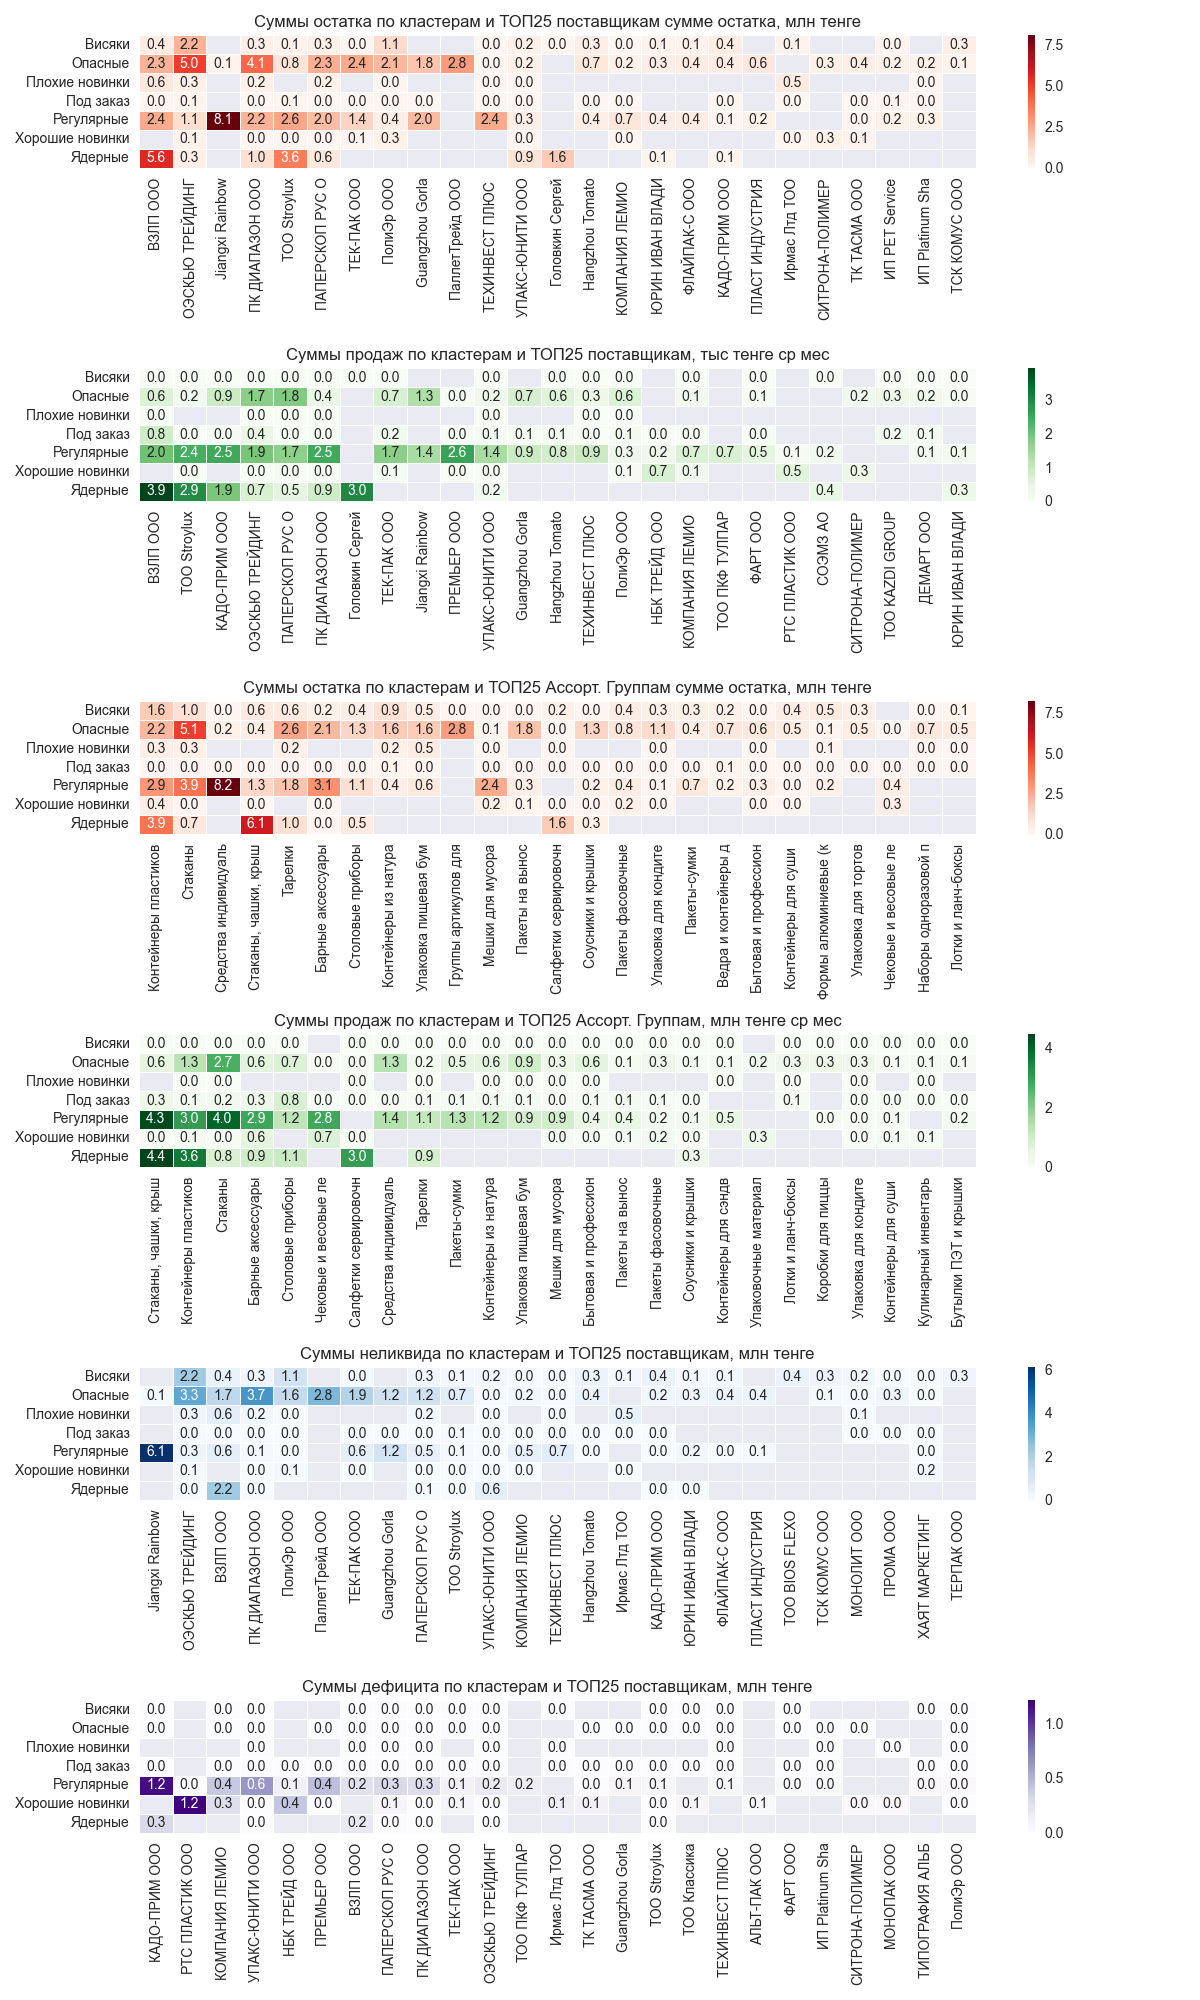 Суммы остатка по кластерам и ТОП25 поставщикам сумме остатка, млн тенге
Висяки 0.4 2.2 0.3 0.1 0.3 0.0 1.1 0.0 0.2 0.0 0.3 0.0 0.1 0.1 0.4 0.1 0.0 0.3
Опасные 2.3 5.0 0.1 4.1 0.8 2.3 2.4 2.1 1.8 2.8 0.0 0.2 0.7 0.2 0.3 0.4 0.4 0.6 0.3 0.4 0.2 0.2 0.1
Плохие новинки 0.6 0.3 0.2 0.2 0.0 0.0 0.0 0.5 0.0
Под заказ 0.0 0.1 0.0 0.1 0.0 0.0 0.0 0.0 0.0 0.0 0.0 0.0 0.0 0.0 0.0 0.1 0.0
Регулярные 2.4 1.1 8.1 2.2 2.6 2.0 1.4 0.4 2.0 2.4 0.3 0.4 0.7 0.4 0.4 0.1 0.2 0.0 0.2 0.3
Хорошие новинки 0.1 0.0 0.0 0.0 0.1 0.3 0.0 0.0 0.0 0.3 0.1
Ядерные 5.6 0.3 1.0 3.6 0.6 0.9 1.6 0.1 0.1
7.5
5.0
2.5
0.0
ВЗЛП ООО
ОЭСКЬЮ ТРЕЙДИНГ
Jiangxi Rainbow
ПК ДИАПАЗОН ООО
ТОО Stroylux
ПАПЕРСКОП РУС О
ТЕК-ПАК ООО
ПолиЭр ООО
Guangzhou Gorla
ПаллетТрейд ООО
ТЕХИНВЕСТ ПЛЮС
УПАКС-ЮНИТИ ООО
Головкин Сергей
Hangzhou Tomato
КОМПАНИЯ ЛЕМИО
ЮРИН ИВАН ВЛАДИ
ФЛАЙПАК-С ООО
КАДО-ПРИМ ООО
ПЛАСТ ИНДУСТРИЯ
Ирмас Лтд ТОО
СИТРОНА-ПОЛИМЕР
ТК ТАСМА ООО
ИП PET Service
ИП Platinum Sha
ТСК КОМУС ООО
Суммы продаж по кластерам и ТОП25 поставщикам, тыс тенге ср мес
Висяки 0.0 0.0 0.0 0.0 0.0 0.0 0.0 0.0 0.0 0.0 0.0 0.0 0.0 0.0 0.0 0.0 0.0 0.0
Опасные 0.6 0.2 0.9 1.7 1.8 0.4 0.7 1.3 0.0 0.2 0.7 0.6 0.3 0.6 0.1 0.1 0.2 0.3 0.2 0.0
Плохие новинки 0.0 0.0 0.0 0.0 0.0 0.0 0.0
Под заказ 0.8 0.0 0.0 0.4 0.0 0.0 0.2 0.0 0.1 0.1 0.1 0.0 0.1 0.0 0.0 0.0 0.2 0.1
Регулярные 2.0 2.4 2.5 1.9 1.7 2.5 1.7 1.4 2.6 1.4 0.9 0.8 0.9 0.3 0.2 0.7 0.7 0.5 0.1 0.2 0.1 0.1
Хорошие новинки 0.0 0.0 0.0 0.0 0.1 0.0 0.0 0.1 0.7 0.1 0.5 0.3
Ядерные 3.9 2.9 1.9 0.7 0.5 0.9 3.0 0.2 0.4 0.3
3
2
1
0
ВЗЛП ООО
ТОО Stroylux
КАДО-ПРИМ ООО
ОЭСКЬЮ ТРЕЙДИНГ
ПАПЕРСКОП РУС О
ПК ДИАПАЗОН ООО
Головкин Сергей
ТЕК-ПАК ООО
Jiangxi Rainbow
ПРЕМЬЕР ООО
УПАКС-ЮНИТИ ООО
Guangzhou Gorla
Hangzhou Tomato
ТЕХИНВЕСТ ПЛЮС
ПолиЭр ООО
НБК ТРЕЙД ООО
КОМПАНИЯ ЛЕМИО
ТОО ПКФ ТУЛПАР
ФАРТ ООО
РТС ПЛАСТИК ООО
СОЭМЗ АО
СИТРОНА-ПОЛИМЕР
ТОО KAZDI GROUP
ДЕМАРТ ООО
ЮРИН ИВАН ВЛАДИ
Суммы остатка по кластерам и ТОП25 Ассорт. Группам сумме остатка, млн тенге
Висяки 1.6 1.0 0.0 0.6 0.6 0.2 0.4 0.9 0.5 0.0 0.0 0.0 0.2 0.0 0.4 0.3 0.3 0.2 0.0 0.4 0.5 0.3 0.0 0.1
Опасные 2.2 5.1 0.2 0.4 2.6 2.1 1.3 1.6 1.6 2.8 0.1 1.8 0.0 1.3 0.8 1.1 0.4 0.7 0.6 0.5 0.1 0.5 0.0 0.7 0.5
Плохие новинки 0.3 0.3 0.2 0.2 0.5 0.0 0.0 0.0 0.0 0.0 0.1 0.0 0.0
Под заказ 0.0 0.0 0.0 0.0 0.0 0.0 0.0 0.1 0.0 0.0 0.0 0.0 0.0 0.0 0.0 0.0 0.1 0.0 0.0 0.0 0.0 0.0 0.0 0.0
Регулярные 2.9 3.9 8.2 1.3 1.8 3.1 1.1 0.4 0.6 2.4 0.3 0.2 0.4 0.1 0.7 0.2 0.3 0.0 0.2 0.4
Хорошие новинки 0.4 0.0 0.0 0.0 0.2 0.1 0.0 0.0 0.2 0.0 0.0 0.0 0.3
Ядерные 3.9 0.7 6.1 1.0 0.0 0.5 1.6 0.3
7.5
5.0
2.5
0.0
Контейнеры пластиков
Стаканы
Средства индивидуаль
Стаканы, чашки, крыш
Тарелки
Барные аксессуары
Столовые приборы
Контейнеры из натура
Упаковка пищевая бум
Группы артикулов для
Мешки для мусора
Пакеты на вынос
Салфетки сервировочн
Соусники и крышки
Пакеты фасовочные
Упаковка для кондите
Пакеты-сумки
Ведра и контейнеры д
Бытовая и профессион
Контейнеры для суши
Формы алюминиевые (к
Упаковка для тортов
Чековые и весовые ле
Наборы одноразовой п
Лотки и ланч-боксы
Суммы продаж по кластерам и ТОП25 Ассорт. Группам, млн тенге ср мес
Висяки 0.0 0.0 0.0 0.0 0.0 0.0 0.0 0.0 0.0 0.0 0.0 0.0 0.0 0.0 0.0 0.0 0.0 0.0 0.0 0.0 0.0 0.0 0.0 0.0
Опасные 0.6 1.3 2.7 0.6 0.7 0.0 0.0 1.3 0.2 0.5 0.6 0.9 0.3 0.6 0.1 0.3 0.1 0.1 0.2 0.3 0.3 0.3 0.1 0.1 0.1
Плохие новинки 0.0 0.0 0.0 0.0 0.0 0.0 0.0 0.0 0.0 0.0 0.0 0.0
Под заказ 0.3 0.1 0.2 0.3 0.8 0.0 0.0 0.0 0.1 0.1 0.1 0.1 0.0 0.1 0.1 0.1 0.0 0.1 0.0 0.0 0.0 0.0
Регулярные 4.3 3.0 4.0 2.9 1.2 2.8 1.4 1.1 1.3 1.2 0.9 0.9 0.4 0.4 0.2 0.1 0.5 0.0 0.0 0.1 0.2
Хорошие новинки 0.0 0.1 0.0 0.6 0.7 0.0 0.0 0.0 0.1 0.2 0.0 0.3 0.0 0.1 0.1
Ядерные 4.4 3.6 0.8 0.9 1.1 3.0 0.9 0.3
4
2
0
Стаканы, чашки, крыш
Контейнеры пластиков
Стаканы
Барные аксессуары
Столовые приборы
Чековые и весовые ле
Салфетки сервировочн
Средства индивидуаль
Тарелки
Пакеты-сумки
Контейнеры из натура
Упаковка пищевая бум
Мешки для мусора
Бытовая и профессион
Пакеты на вынос
Пакеты фасовочные
Соусники и крышки
Контейнеры для сэндв
Упаковочные материал
Лотки и ланч-боксы
Коробки для пиццы
Упаковка для кондите
Контейнеры для суши
Кулинарный инвентарь
Бутылки ПЭТ и крышки
Суммы неликвида по кластерам и ТОП25 поставщикам, млн тенге
Висяки 2.2 0.4 0.3 1.1 0.0 0.3 0.1 0.2 0.0 0.0 0.3 0.1 0.4 0.1 0.1 0.4 0.3 0.2 0.0 0.0 0.3
Опасные 0.1 3.3 1.7 3.7 1.6 2.8 1.9 1.2 1.2 0.7 0.0 0.2 0.0 0.4 0.2 0.3 0.4 0.4 0.1 0.0 0.3 0.0
Плохие новинки 0.3 0.6 0.2 0.0 0.2 0.0 0.0 0.5 0.1
Под заказ 0.0 0.0 0.0 0.0 0.0 0.0 0.0 0.1 0.0 0.0 0.0 0.0 0.0 0.0 0.0 0.0 0.0
Регулярные 6.1 0.3 0.6 0.1 0.0 0.6 1.2 0.5 0.1 0.0 0.5 0.7 0.0 0.0 0.2 0.0 0.1 0.0
Хорошие новинки 0.1 0.0 0.1 0.0 0.0 0.0 0.0 0.0 0.0 0.2
Ядерные 0.0 2.2 0.1 0.0 0.6 0.0 0.0
6
4
2
0
Jiangxi Rainbow
ОЭСКЬЮ ТРЕЙДИНГ
ВЗЛП ООО
ПК ДИАПАЗОН ООО
ПолиЭр ООО
ПаллетТрейд ООО
ТЕК-ПАК ООО
Guangzhou Gorla
ПАПЕРСКОП РУС О
ТОО Stroylux
УПАКС-ЮНИТИ ООО
КОМПАНИЯ ЛЕМИО
ТЕХИНВЕСТ ПЛЮС
Hangzhou Tomato
Ирмас Лтд ТОО
КАДО-ПРИМ ООО
ЮРИН ИВАН ВЛАДИ
ФЛАЙПАК-С ООО
ПЛАСТ ИНДУСТРИЯ
ТОО BIOS FLEXO
ТСК КОМУС ООО
МОНОЛИТ ООО
ПРОМА ООО
ХАЯТ МАРКЕТИНГ
ТЕРПАК ООО
Суммы дефицита по кластерам и ТОП25 поставщикам, млн тенге
Висяки 0.0 0.0 0.0 0.0 0.0 0.0 0.0 0.0 0.0 0.0 0.0 0.0 0.0 0.0 0.0
Опасные 0.0 0.0 0.0 0.0 0.0 0.0 0.0 0.0 0.0 0.0 0.0 0.0 0.0 0.0 0.0 0.0 0.0 0.0
Плохие новинки 0.0 0.0 0.0 0.0 0.0 0.0 0.0 0.0 0.0
Под заказ 0.0 0.0 0.0 0.0 0.0 0.0 0.0 0.0 0.0 0.0 0.0 0.0 0.0 0.0 0.0 0.0 0.0 0.0 0.0 0.0
Регулярные 1.2 0.0 0.4 0.6 0.1 0.4 0.2 0.3 0.3 0.1 0.2 0.2 0.0 0.1 0.1 0.1 0.0 0.0 0.0 0.0
Хорошие новинки 1.2 0.3 0.0 0.4 0.0 0.1 0.0 0.1 0.0 0.1 0.1 0.0 0.1 0.1 0.0 0.0 0.0
Ядерные 0.3 0.0 0.2 0.0 0.0 0.0 0.0
1.0
0.5
0.0
КАДО-ПРИМ ООО
РТС ПЛАСТИК ООО
КОМПАНИЯ ЛЕМИО
УПАКС-ЮНИТИ ООО
НБК ТРЕЙД ООО
ПРЕМЬЕР ООО
ВЗЛП ООО
ПАПЕРСКОП РУС О
ПК ДИАПАЗОН ООО
ТЕК-ПАК ООО
ОЭСКЬЮ ТРЕЙДИНГ
ТОО ПКФ ТУЛПАР
Ирмас Лтд ТОО
ТК ТАСМА ООО
Guangzhou Gorla
ТОО Stroylux
ТОО Классика
ТЕХИНВЕСТ ПЛЮС
АЛЬТ-ПАК ООО
ФАРТ ООО
ИП Platinum Sha
СИТРОНА-ПОЛИМЕР
МОНОПАК ООО
ТИПОГРАФИЯ АЛЬБ
ПолиЭр ООО